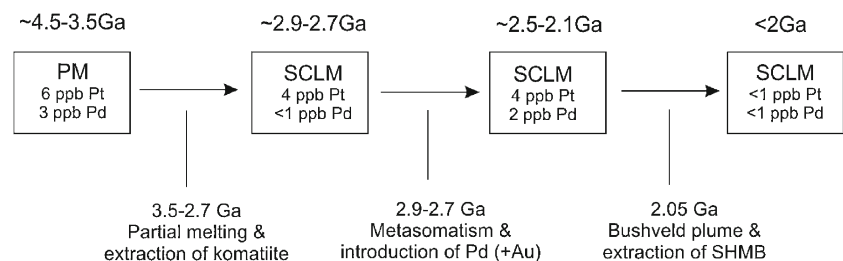 ~4.5-3.5Ga
~2.9-2.7Ga
~2.5-2.1Ga
<2Ga
PM
6 ppb Pt
3 ppb Pd
SCLM
4 ppb Pt
<1 ppb Pd
SCLM
4 ppb Pt
2 ppb Pd
SCLM
<1 ppb Pt
<1 ppb Pd
3.5-2.7 Ga
Partial melting &
extraction of komatiite
2.9-2.7 Ga
Metasomatism &
introduction of Pd (+Au)
2.05 Ga
Bushveld plume &
extraction of SHMB